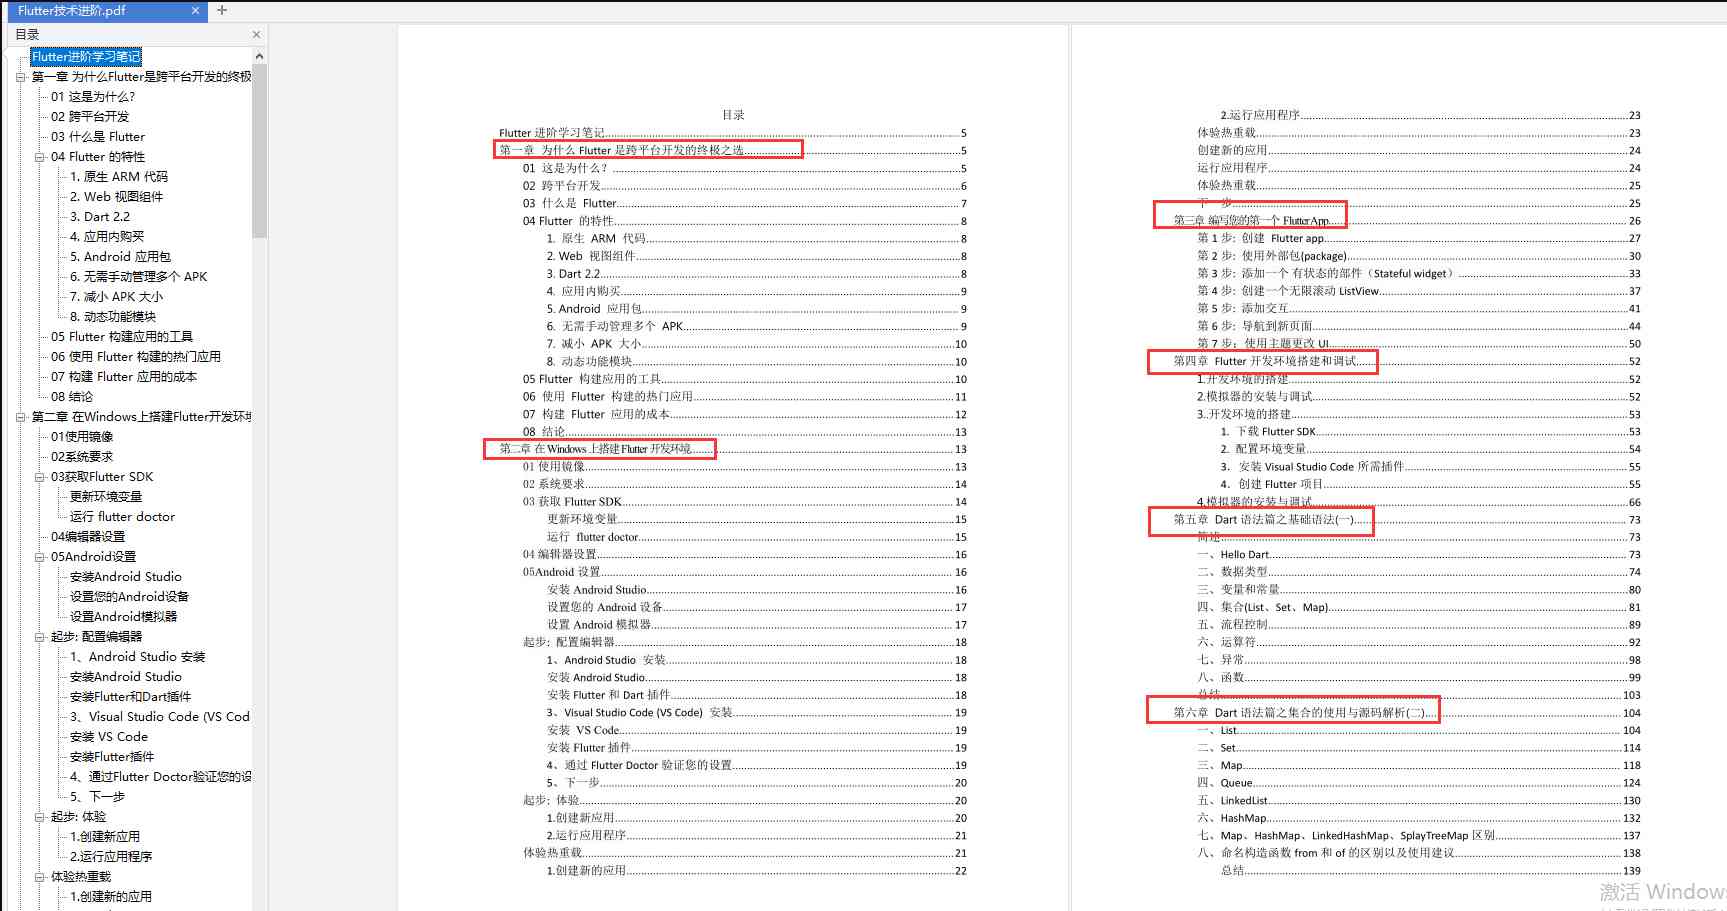 Flutter技术进阶.pdf
目录
Flutter进阶学习笔记
第一章 为什么Flutter是跨平台开发的终极
01 这是为什么?
02 跨平台开发
03 什么是 Flutter
04 Flutter 的特性
1. 原生 ARM 代码
2. Web 视图组件
3. Dart 2.2
4. 应用内购买
5. Android 应用包
6. 无需手动管理多个 APK
7. 减小 APK 大小
8. 动态功能模块
05 Flutter 构建应用的工具
06 使用 Flutter 构建的热门应用
07 构建 Flutter 应用的成本
08 结论
第二章 在Windows上搭建Flutter开发环境
01使用镜像
02系统要求
03获取Flutter SDK
更新环境变量
运行 flutter doctor
04编辑器设置
05Android设置
安装Android Studio
设置您的Android设备
设置Android模拟器
起步: 配置编辑器
1、Android Studio 安装
安装Android Studio
安装Flutter和Dart插件
3、Visual Studio Code (VS Cod
安装 VS Code
安装Flutter插件
4、通过Flutter Doctor验证您的设
5、下一步
起步: 体验
1.创建新应用
2.运行应用程序
体验热重载
1.创建新的应用
目录
Flutter 进阶学习笔记 5
第一章 为什么 Flutter 是跨平台开发的终极之选 5
01 这是为什么? 5
02 跨平台开发 6
03 什么是 Flutter 7
04 Flutter 的特性 8
1. 原生 ARM 代码 8
2. Web 视图组件 8
3. Dart 2.2 8
4. 应用内购买 9
5. Android 应用包 9
6. 无需手动管理多个 APK 9
7. 减小 APK 大小 10
8. 动态功能模块 10
05 Flutter 构建应用的工具 10
06 使用 Flutter 构建的热门应用 11
07 构建 Flutter 应用的成本 12
08 结论 13
第二章 在 Windows 上搭建 Flutter 开发环境 13
01 使用镜像 13
02 系统要求 14
03 获取 Flutter SDK 14
更新环境变量 15
运行 flutter doctor 15
04 编辑器设置 16
05Android 设置 16
安装 Android Studio 16
设置您的 Android 设备 17
设置 Android 模拟器 17
起步: 配置编辑器 18
1、Android Studio 安装 18
安装 Android Studio 18
安装 Flutter 和 Dart 插件 18
3、Visual Studio Code (VS Code) 安装 19
安装 VS Code 19
安装 Flutter 插件 19
4、通过 Flutter Doctor 验证您的设置 19
5、下一步 20
起步: 体验 20
1.创建新应用 20
2.运行应用程序 21
体验热重载 21
1.创建新的应用 22
2.运行应用程序 23
体验热重载 23
创建新的应用 24
运行应用程序 24
体验热重载 25
下一步 25
第三章 编写您的第一个 FlutterApp 26
第 1 步: 创建 Flutter app 27
第 2 步: 使用外部包(package) 30
第 3 步: 添加一个 有状态的部件（Stateful widget） 33
第 4 步: 创建一个无限滚动 ListView 37
第 5 步: 添加交互 41
第 6 步: 导航到新页面 44
第 7 步：使用主题更改 UI 50
第四章 Flutter 开发环境搭建和调试 52
1.开发环境的搭建 52
2.模拟器的安装与调试 52
3.开发环境的搭建 53
1. 下载 Flutter SDK 53
2. 配置环境变量 54
3. 安装 Visual Studio Code 所需插件 55
4. 创建 Flutter 项目 55
4.模拟器的安装与调试 66
第五章 Dart 语法篇之基础语法(一) 73
简述 73
一、Hello Dart 73
二、数据类型 74
三、变量和常量 80
四、集合(List、Set、Map) 81
五、流程控制 89
六、运算符 92
七、异常 98
八、函数 99
总结 103
第六章 Dart 语法篇之集合的使用与源码解析(二) 104
一、List 104
二、Set 114
三、Map 118
四、Queue 124
五、LinkedList 130
六、HashMap 132
七、Map、HashMap、LinkedHashMap、SplayTreeMap 区别 137
八、命名构造函数 from 和 of 的区别以及使用建议 138
总结 139
激活 Windows